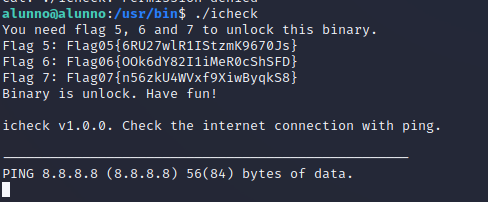 alunno@alunno:/usr/bin$ ./icheck
You need flag 5, 6 and 7 to unlock this binary.
Flag 5: Flag05{6RU27wlR1IStzmK9670Js}
Flag 6: Flag06{OOk6dY82I1iMeR0cShSFD}
Flag 7: Flag07{n56zkU4WVxf9XiwByqkS8}
Binary is unlock. Have fun!
icheck v1.0.0. Check the internet connection with ping.
PING 8.8.8.8 (8.8.8.8) 56(84) bytes of data.